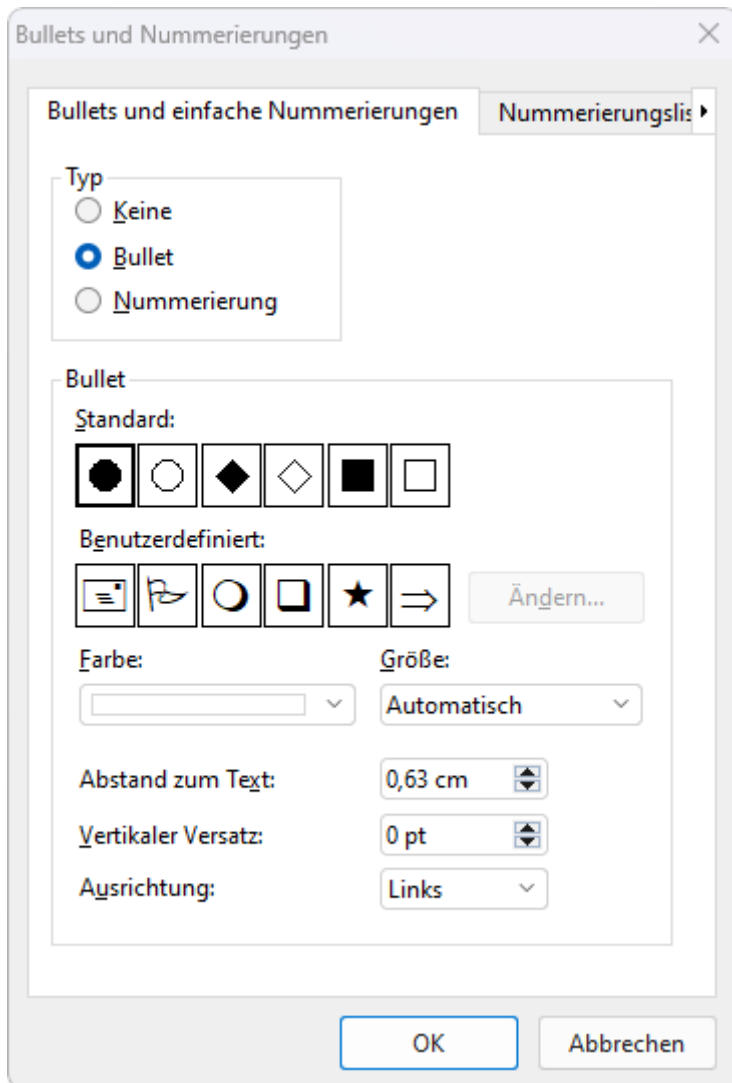 Bullets und Nummerierungen
Bullets und einfache Nummerierungen Nummerierungslis
Typ
Keine
Bullet
Nummerierung
Bullet
Standard:
Benutzerdefiniert:
Ändern...
Farbe: Größe:
Automatisch
Abstand zum Text: 0,63 cm
Vertikaler Versatz: 0 pt
Ausrichtung: Links
OK Abbrechen